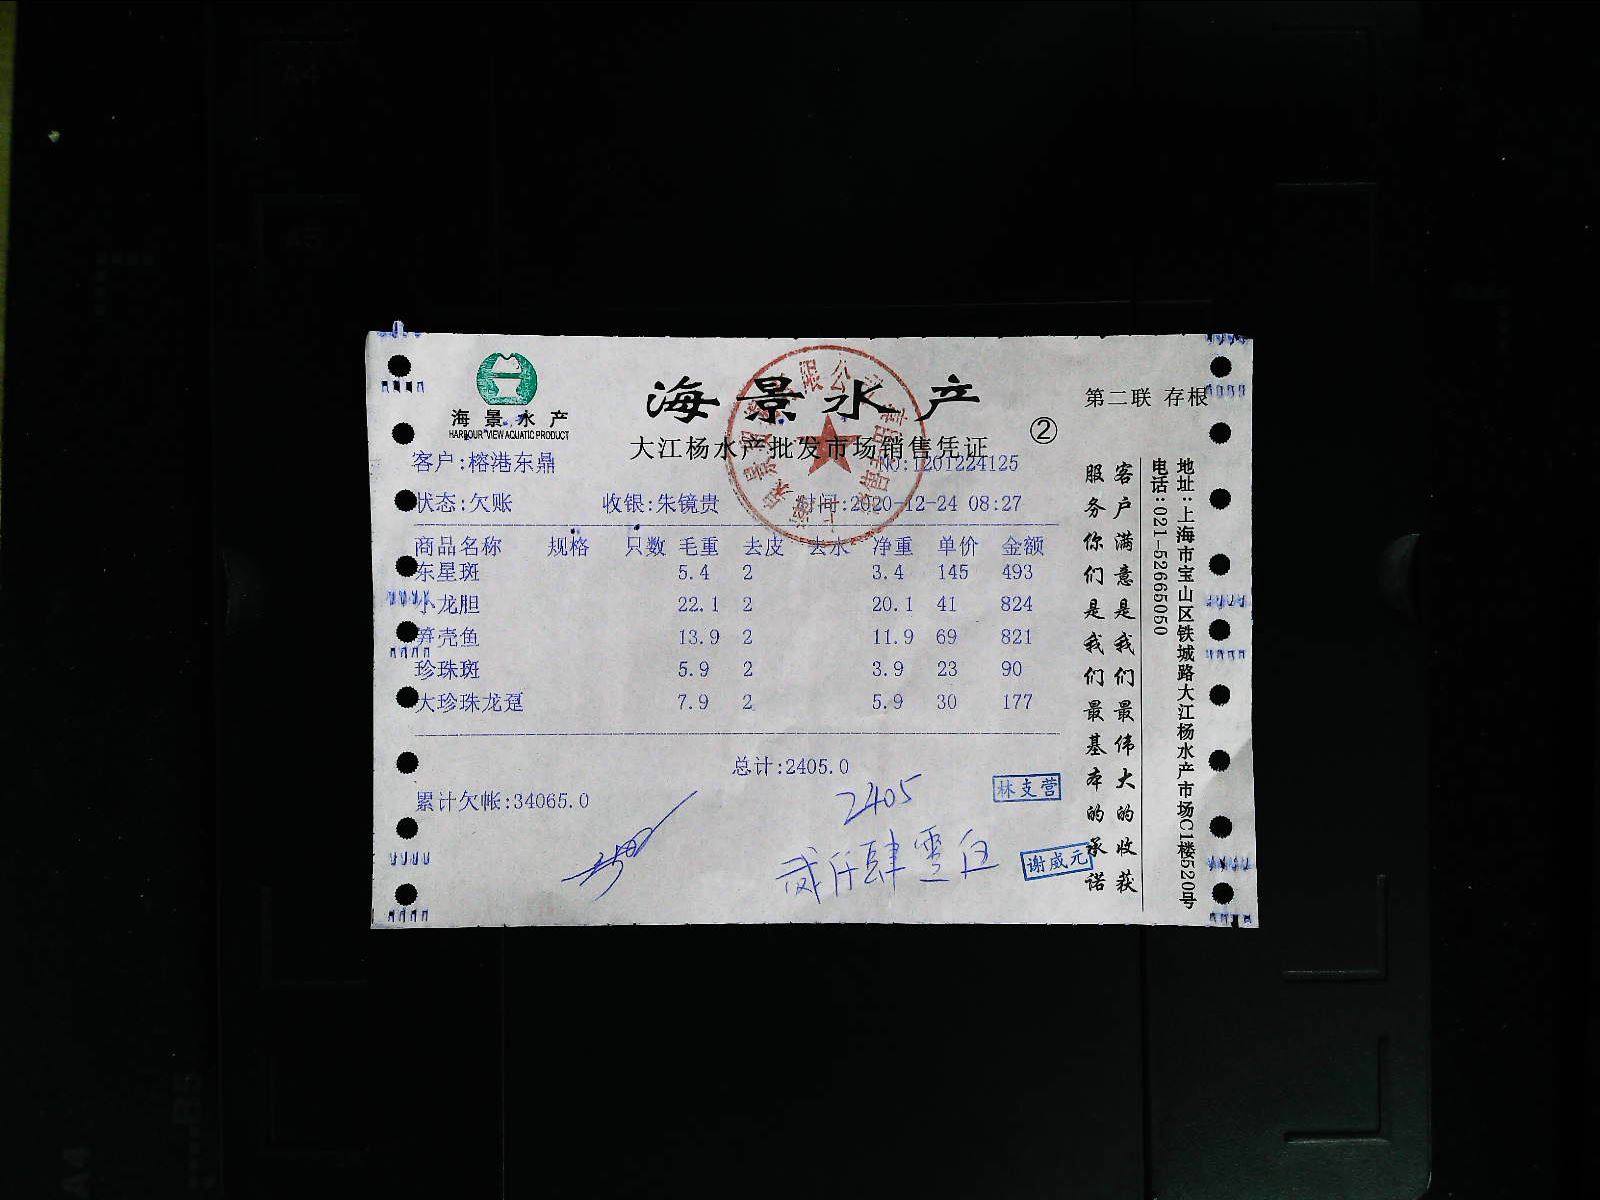 海景水产
HARBOUR VIEW AQUATIC PRODUCT
海景水产
大江杨水产批发市场销售凭证
②
第二联 存根
客户:榕港东鼎 NO:1201224125
状态:欠账 收银:朱镜贵 时间:2020-12-24 08:27
商品名称 规格 只数 毛重 去皮 去水 净重 单价 金额
东星斑 5.4 2 3.4 145 493
小龙胆 22.1 2 20.1 41 824
笋壳鱼 13.9 2 11.9 69 821
珍珠斑 5.9 2 3.9 23 90
大珍珠龙趸 7.9 2 5.9 30 177
总计:2405.0
累计欠帐:34065.0
2405
贰仟肆零伍
林支营
谢威元
客户满意是我们最伟大的收获
服务你们是我们最基本的承诺
地址:上海市宝山区铁城路大江杨水产市场C1楼520号
电话:021-52665050
A4
A5
B5
A4